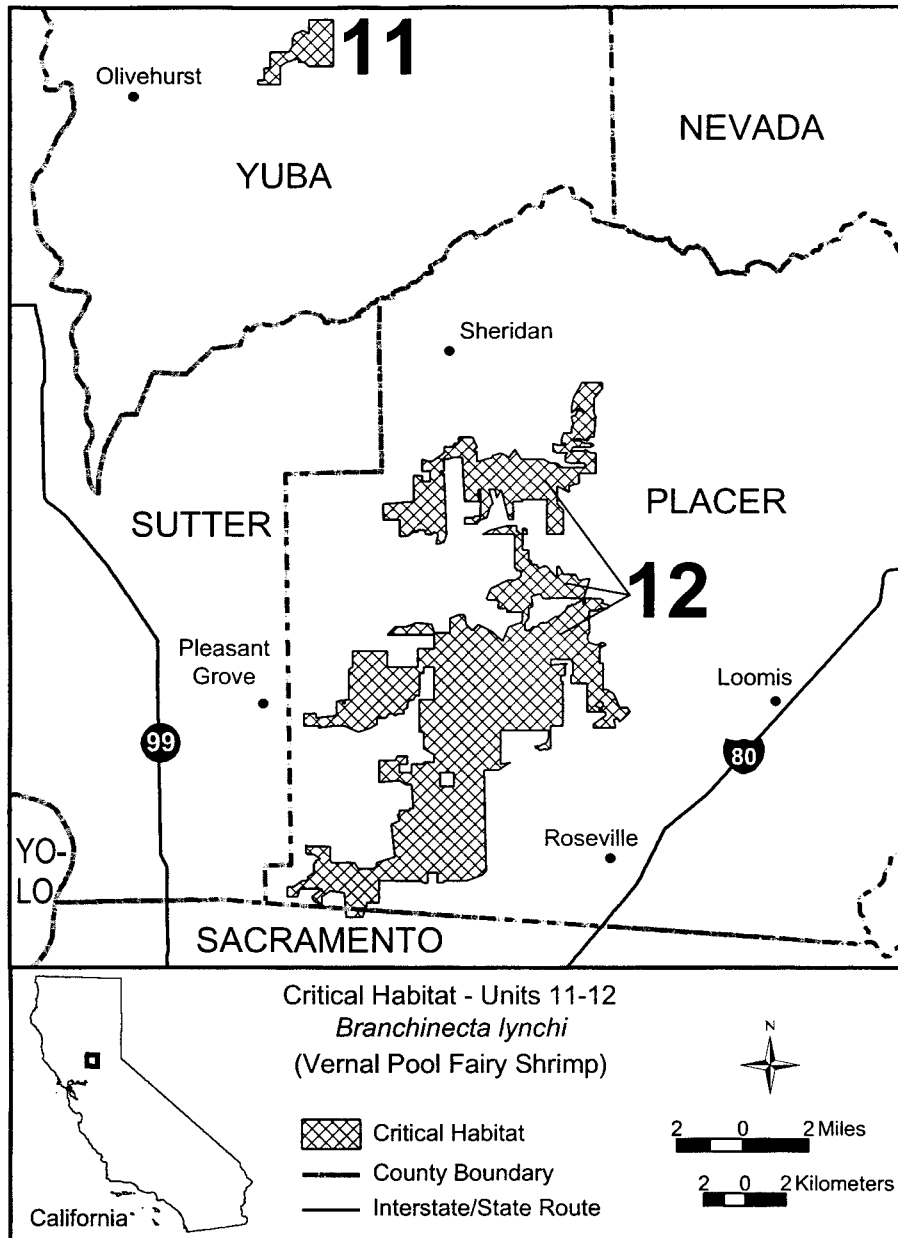 11
Olivehurst
NEVADA
YUBA
Sheridan
PLACER
SUTTER
12
Pleasant
Grove
Loomis
99
80
Roseville
YO-
LO
SACRAMENTO
Critical Habitat - Units 11-12
Branchinecta lynchi
(Vernal Pool Fairy Shrimp)
N
Critical Habitat
County Boundary
Interstate/State Route
2 0 2 Miles
2 0 2 Kilometers
California